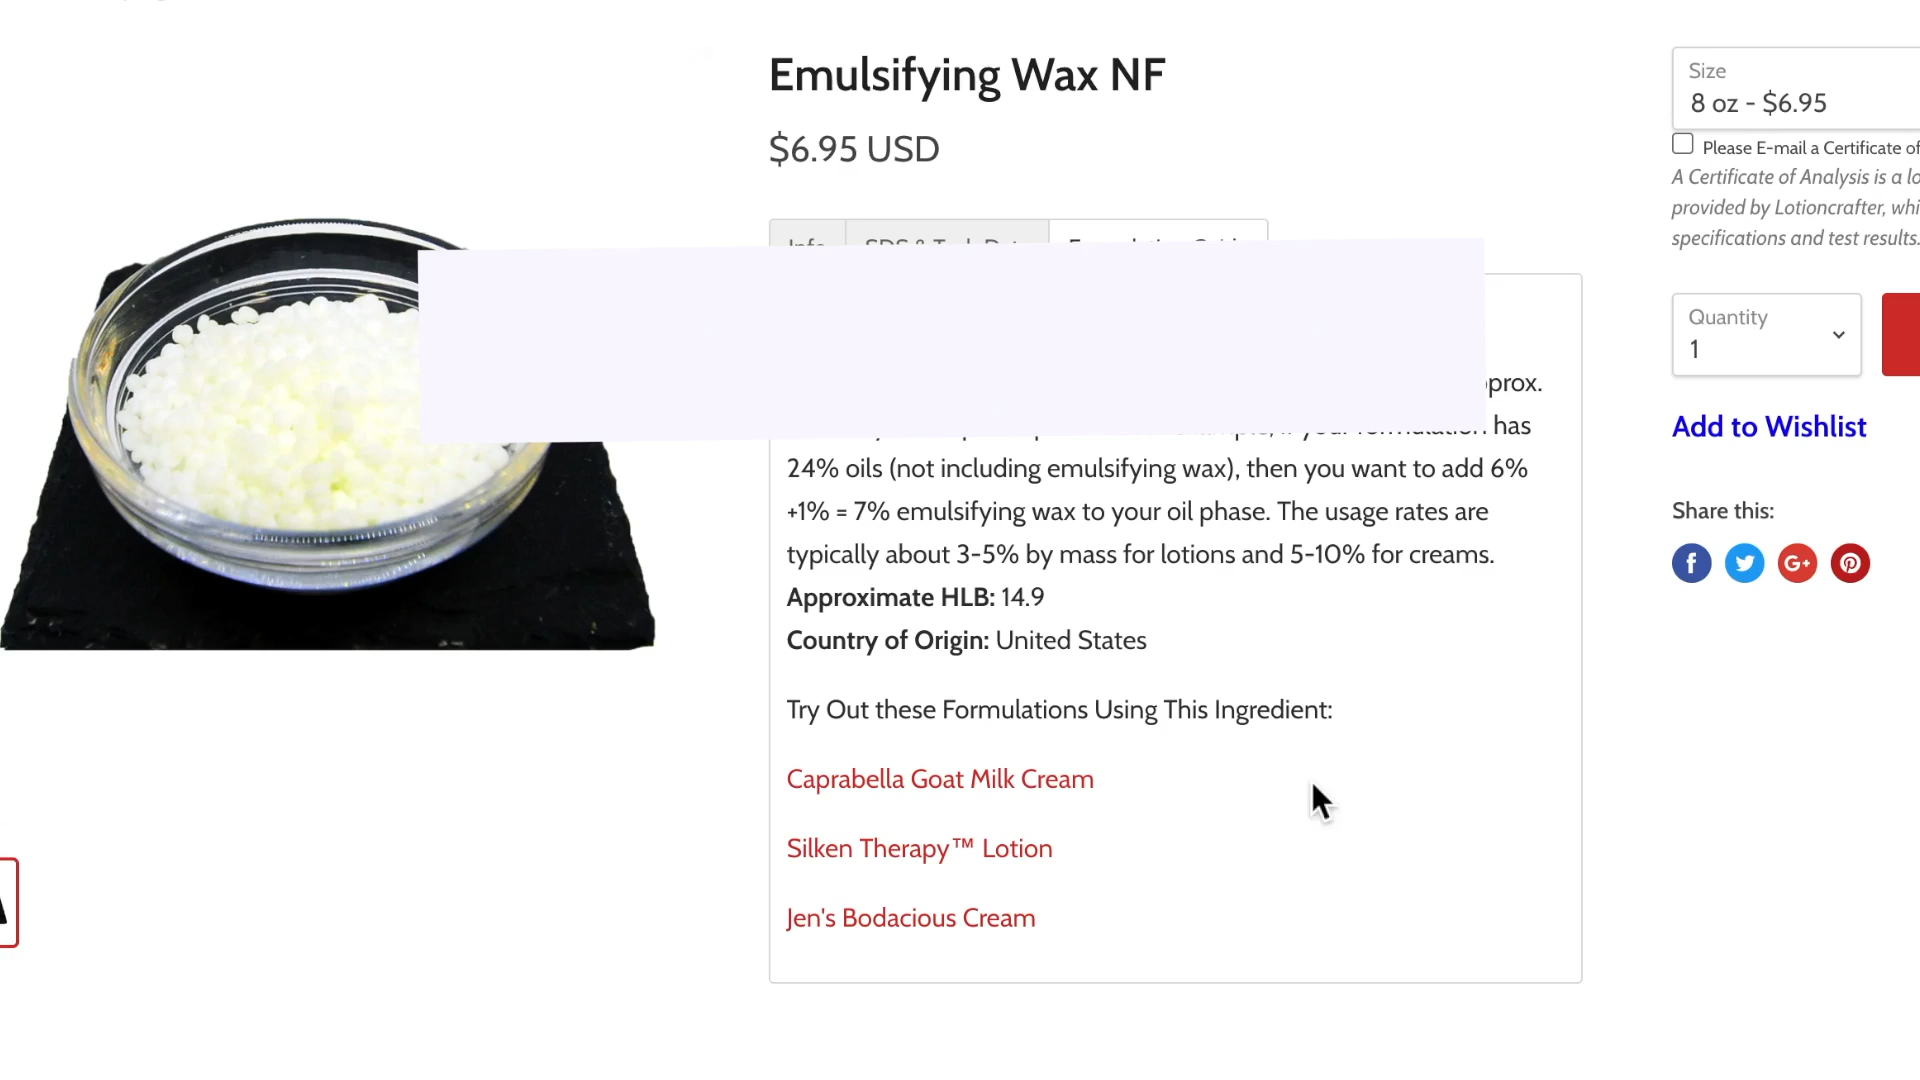 Emulsifying Wax NF
$6.95 USD
Size
8 oz - $6.95
Please E-mail a Certificate of
A Certificate of Analysis is a lo
provided by Lotioncrafter, whi
specifications and test results.
Quantity
1
Add to Wishlist
Share this:
prox.
if your formulation has
24% oils (not including emulsifying wax), then you want to add 6%
+1% = 7% emulsifying wax to your oil phase. The usage rates are
typically about 3-5% by mass for lotions and 5-10% for creams.
Approximate HLB: 14.9
Country of Origin: United States
Try Out these Formulations Using This Ingredient:
Caprabella Goat Milk Cream
Silken Therapy™ Lotion
Jen's Bodacious Cream